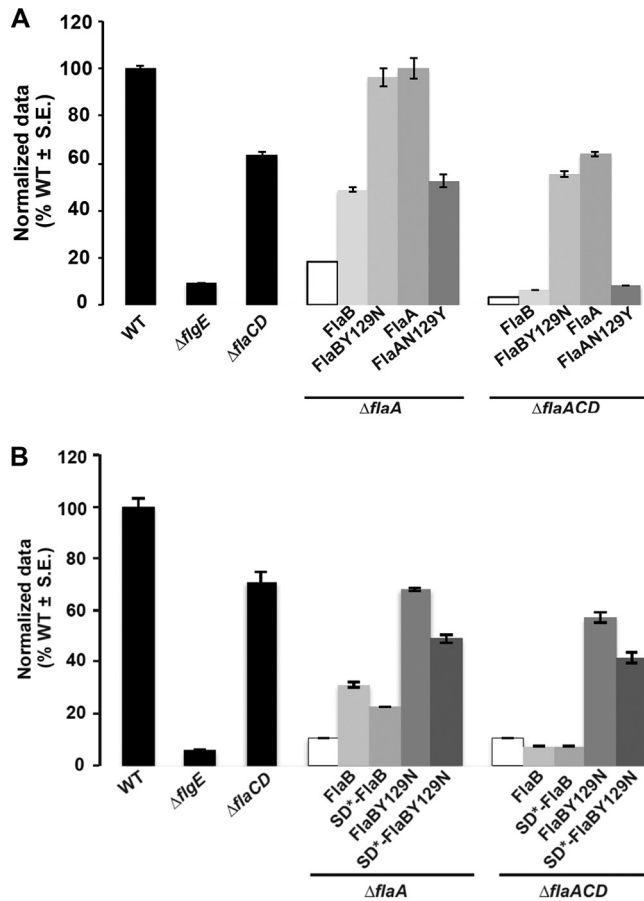 A
Normalized data
(% WT ± S.E.)
120
100
80
60
40
20
0
WT
ΔflgE
ΔflaCD
FlaB
FlaBY129N
FlaA
FlaAN129Y
FlaB
FlaBY129N
FlaA
FlaAN129Y
ΔflaA
ΔflaACD
B
Normalized data
(% WT ± S.E.)
120
100
80
60
40
20
0
WT
ΔflgE
ΔflaCD
FlaB
SD*-FlaB
FlaBY129N
SD*-FlaBY129N
FlaB
SD*-FlaB
FlaBY129N
SD*-FlaBY129N
ΔflaA
ΔflaACD